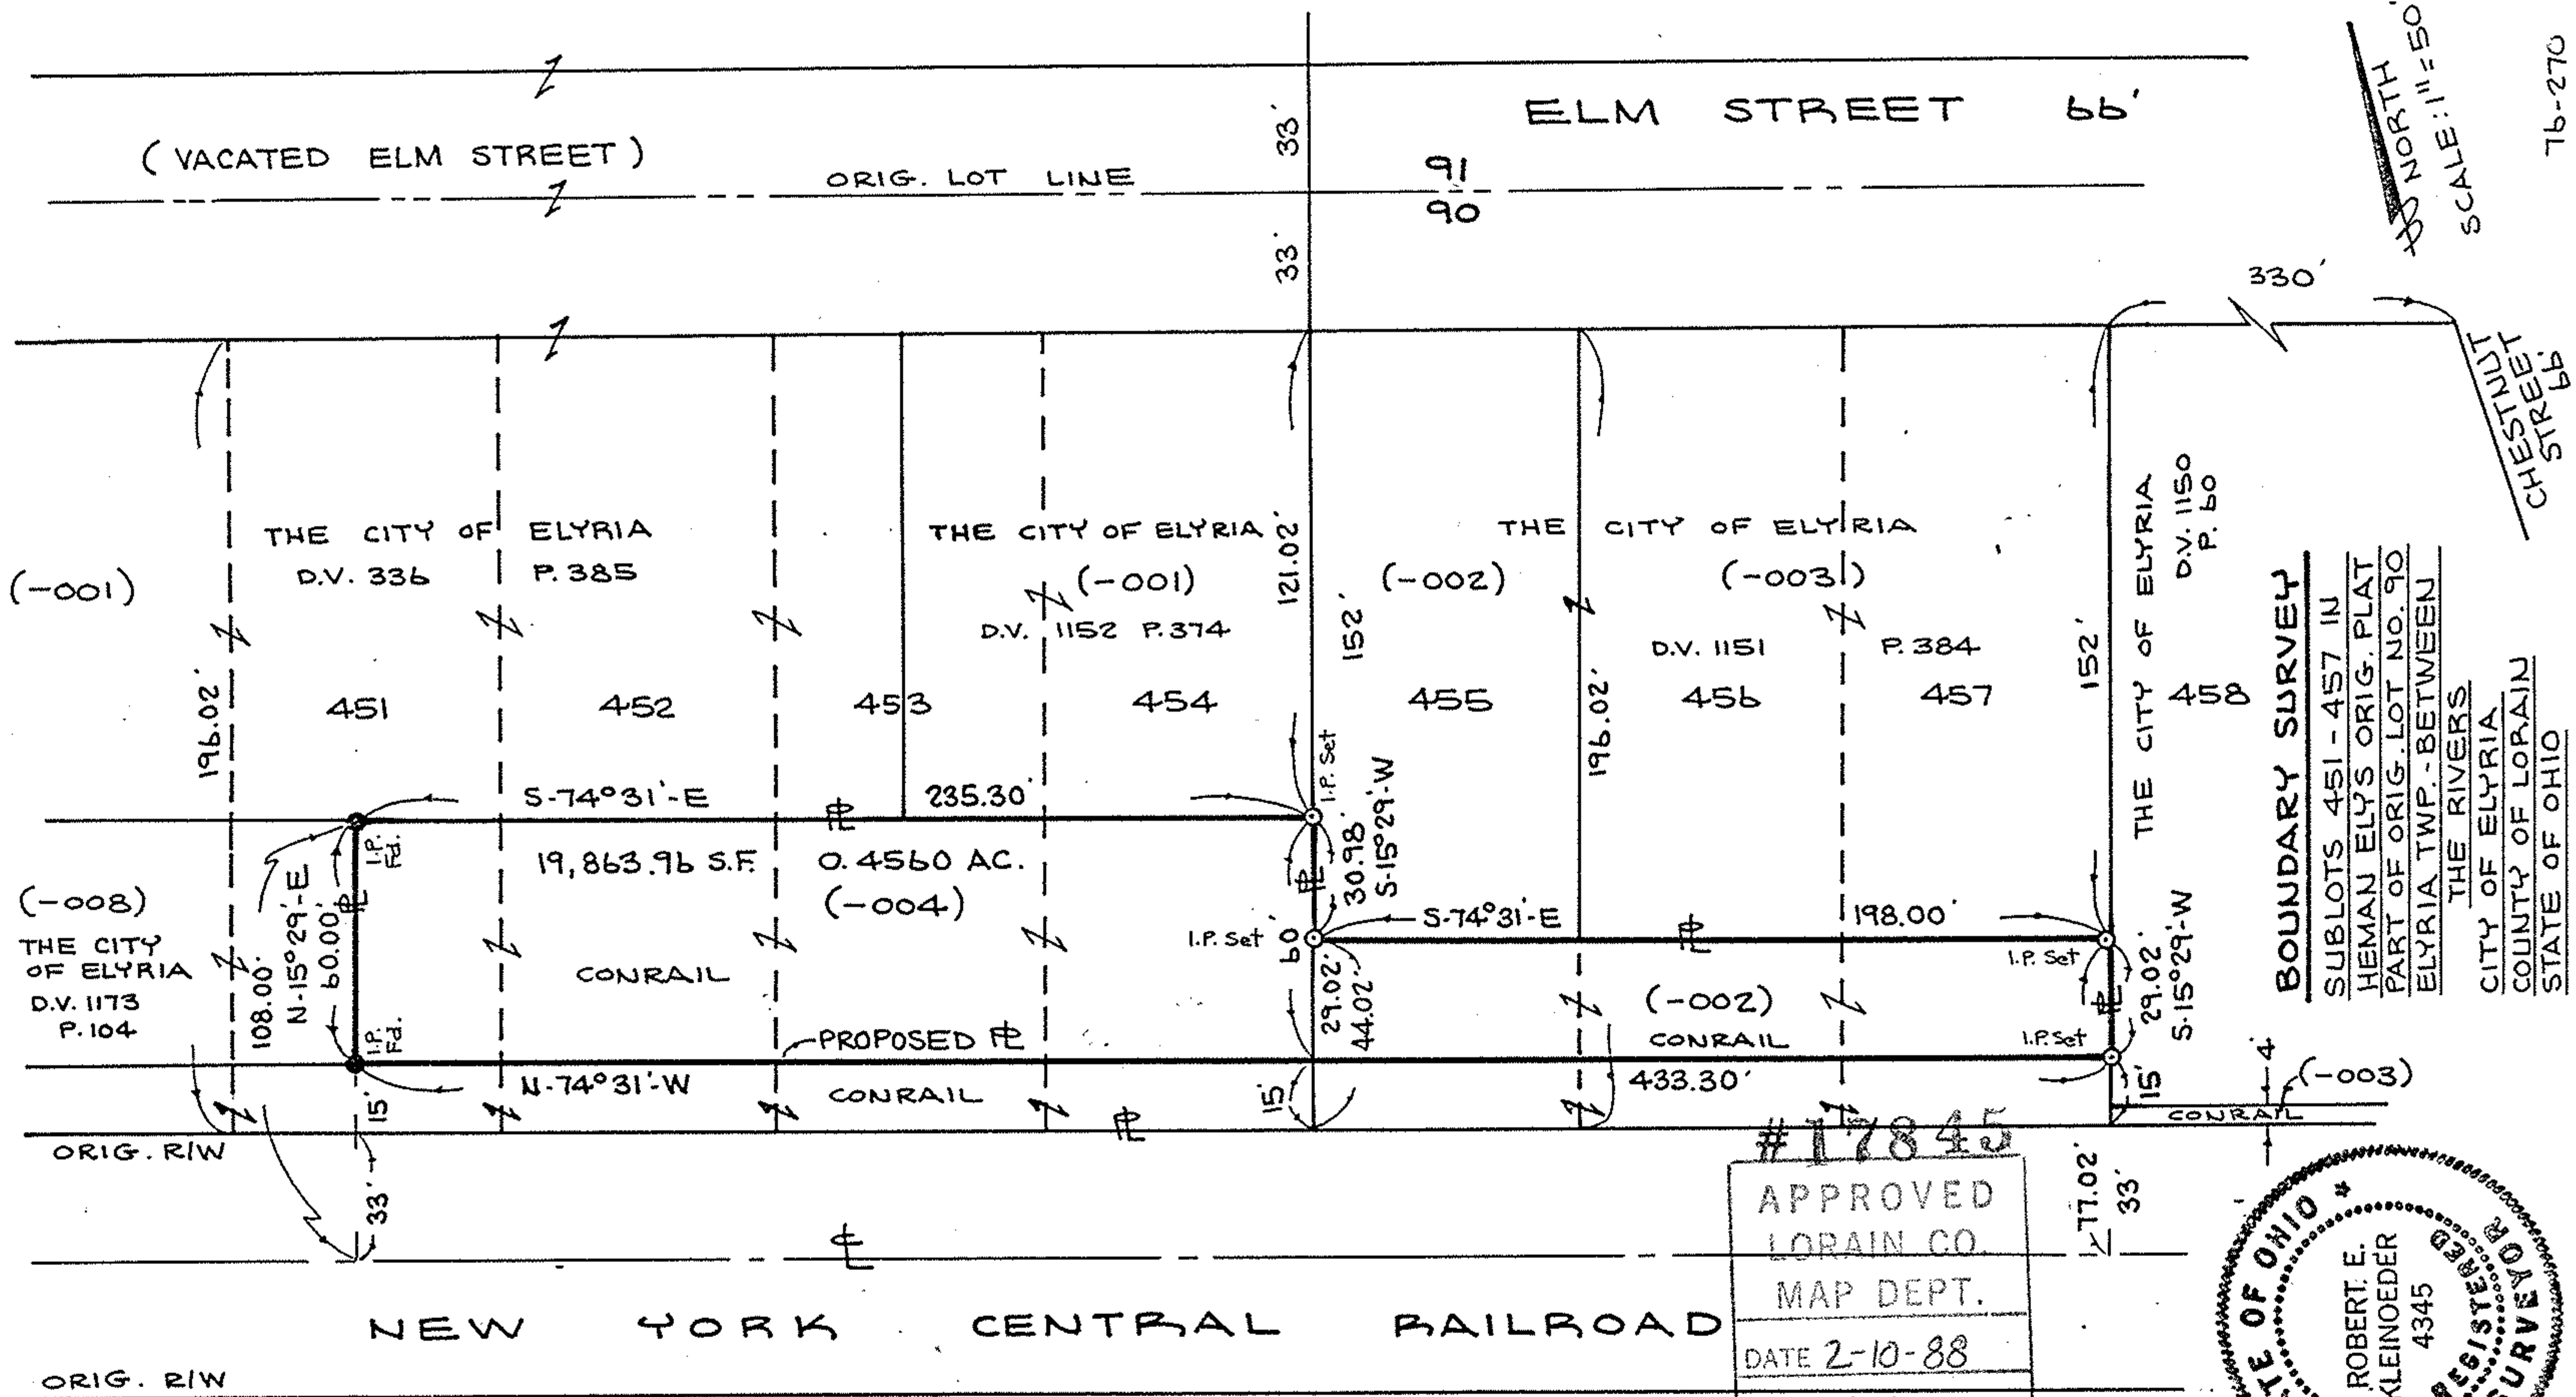 NORTH
SCALE: 1" = 50'
76-270
(VACATED ELM STREET)
ORIG. LOT LINE
33'
33'
ELM STREET 66'
91
90
330'
CHESTNUT
STREET
66'
(-001)
196.02'
THE CITY OF ELYRIA
D.V. 336 P. 385
THE CITY OF ELYRIA
(-001)
D.V. 1152 P. 374
121.02'
152'
THE CITY OF ELYRIA
(-002)
(-003)
D.V. 1151 P. 384
196.02'
152'
THE CITY OF ELYRIA
D.V. 1150
P. 60
451
452
453
454
455
456
457
458
S-74°31'-E
235.30'
I.P. Set
30.98'
S-15°29'-W
I.P. Fd.
19,863.96 S.F. 0.4560 AC.
(-004)
(-008)
THE CITY
OF ELYRIA
D.V. 1173
P. 104
108.00'
N-15°29'-E
60.00'
I.P. Fd.
CONRAIL
PROPOSED PL
I.P. Set
60'
29.02'
44.02'
S-74°31'-E
198.00'
I.P. Set
(-002)
CONRAIL
I.P. Set
29.02'
S-15°29'-W
N-74°31'-W
CONRAIL
PL
433.30'
15'
15'
15'
4'
(-003)
CONRAIL
ORIG. R/W
33'
77.02'
33'
CL
NEW YORK CENTRAL RAILROAD
ORIG. R/W
#17845
APPROVED
LORAIN CO.
MAP DEPT.
DATE 2-10-88
BOUNDARY SURVEY
SUBLOTS 451-457 IN
HEMAN ELYS ORIG. PLAT
PART OF ORIG. LOT NO. 90
ELYRIA TWP.-BETWEEN
THE RIVERS
CITY OF ELYRIA
COUNTY OF LORAIN
STATE OF OHIO
TE OF OHIO *
ROBERT. E.
KLEINOEDER
4345
EGISTERED
SURVEYOR